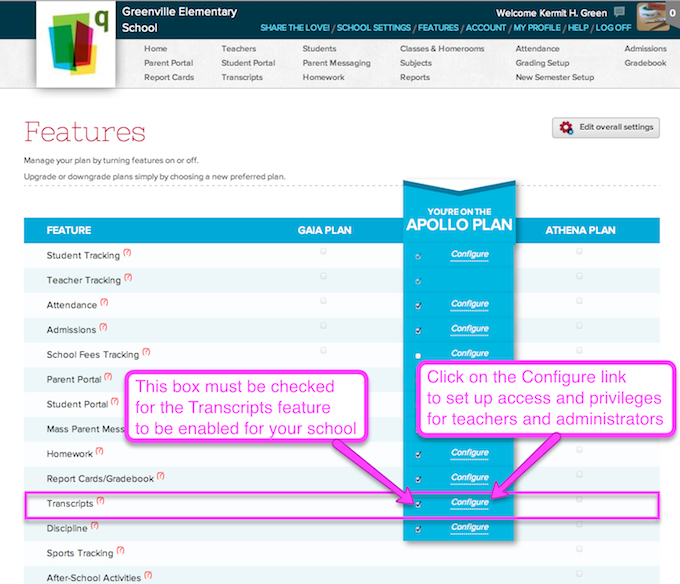 q
Greenville Elementary
School
Welcome Kermit H. Green
0
SHARE THE LOVE! / SCHOOL SETTINGS / FEATURES / ACCOUNT / MY PROFILE / HELP / LOG OFF
Home Teachers Students Classes & Homerooms Attendance Admissions
Parent Portal Student Portal Parent Messaging Subjects Grading Setup Gradebook
Report Cards Transcripts Homework Reports New Semester Setup
Features
Edit overall settings
Manage your plan by turning features on or off.
Upgrade or downgrade plans simply by choosing a new preferred plan.
YOU'RE ON THE
FEATURE GAIA PLAN APOLLO PLAN ATHENA PLAN
Student Tracking (?) Configure
Teacher Tracking (?)
Attendance (?) Configure
Admissions (?) Configure
School Fees Tracking (?) Configure
Parent Portal (?)
Student Portal (?)
Mass Parent
This box must be checked
for the Transcripts feature
to be enabled for your school
Click on the Configure link
to set up access and privileges
for teachers and administrators
Homework (?) Configure
Report Cards/Gradebook (?) Configure
Transcripts (?) Configure
Discipline (?) Configure
Sports Tracking (?)
After-School Activities (?)